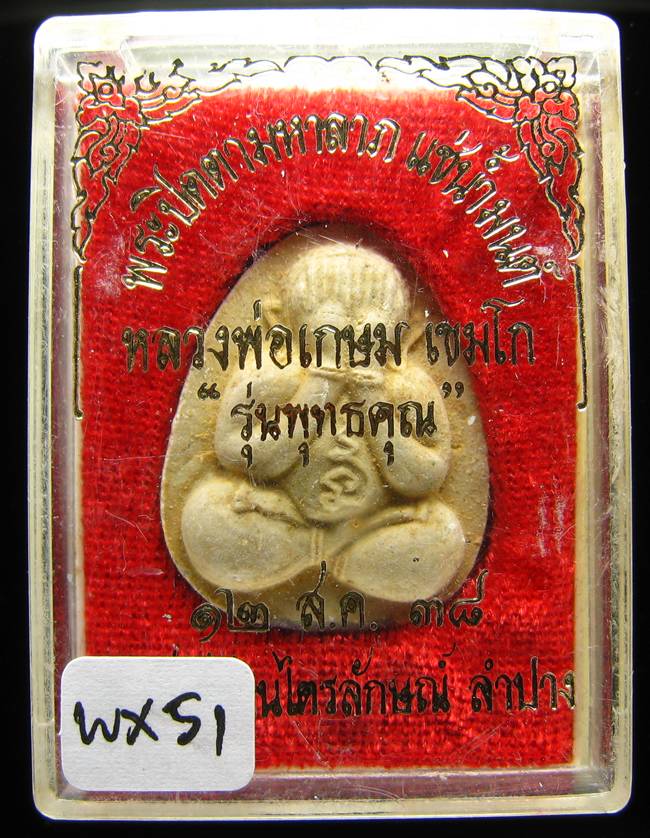 พระปิดตามหาลาภ แช่น้ำมนต์
หลวงพ่อเกษม เขมโก
“รุ่นพุทธคุณ”
๑๒ ส.ค. ๓๘
ไตรลักษณ์ ลำปาง
WX51